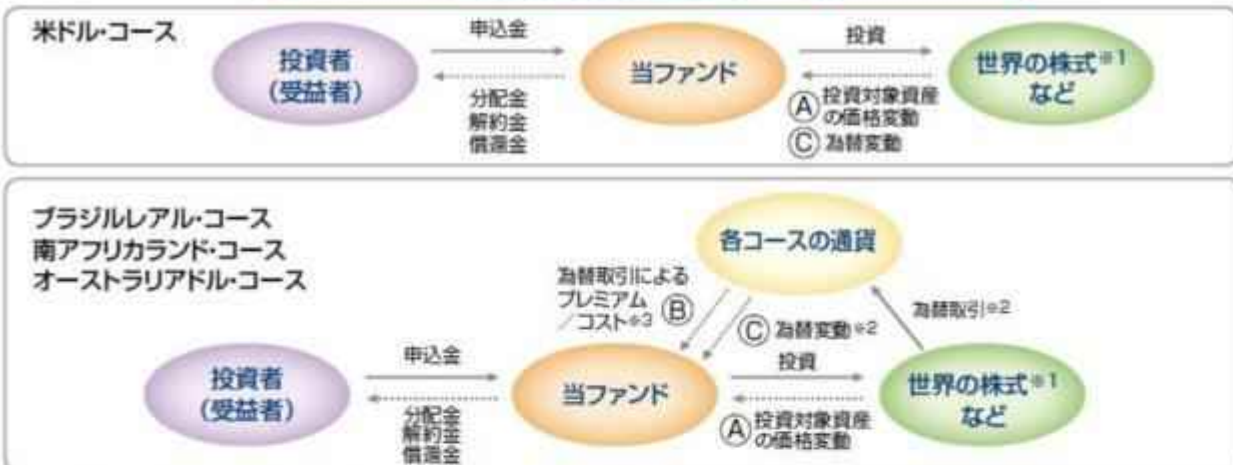 米ドル・コース
投資者
(受益者)
申込金
分配金
解約金
償還金
当ファンド
投資
Ⓐ投資対象資産
の価格変動
Ⓒ為替変動
世界の株式※1
など
ブラジルレアル・コース
南アフリカランド・コース
オーストラリアドル・コース
各コースの通貨
為替取引による
プレミアム
/コスト※3 Ⓑ
Ⓒ 為替変動※2
為替取引※2
投資者
(受益者)
申込金
分配金
解約金
償還金
当ファンド
投資
Ⓐ投資対象資産
の価格変動
世界の株式※1
など